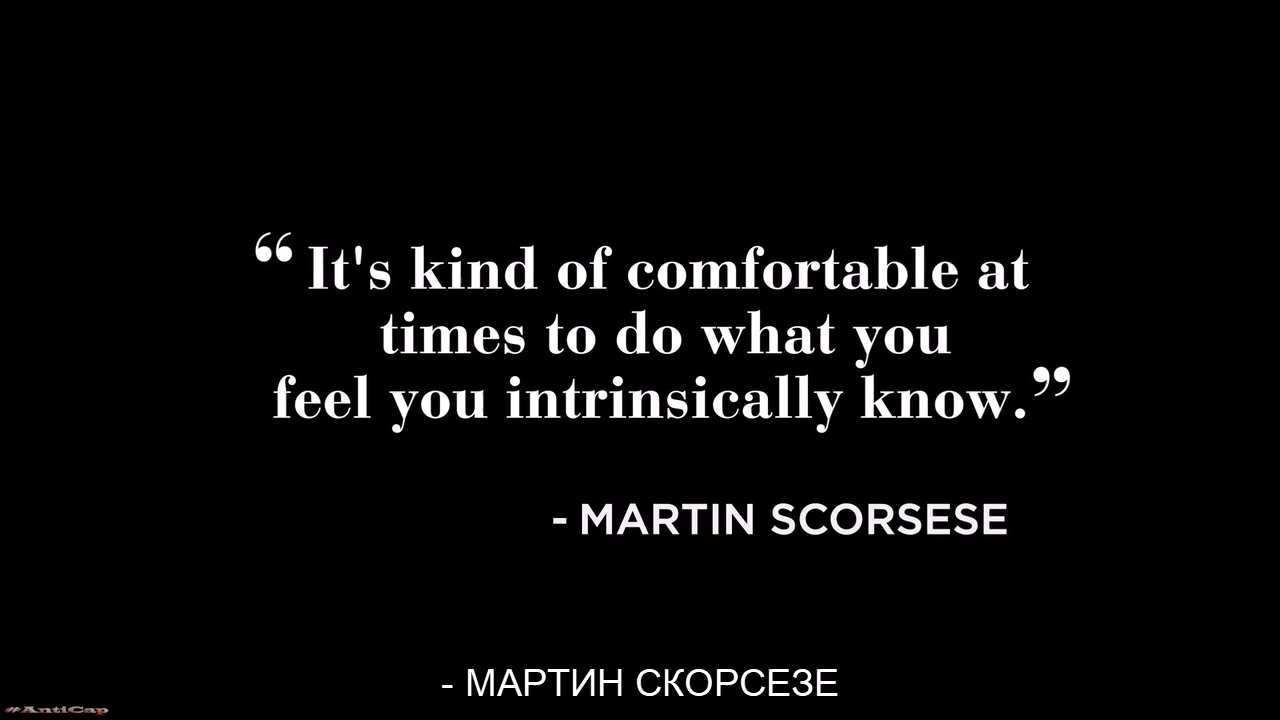 “It's kind of comfortable at
times to do what you
feel you intrinsically know.”
- MARTIN SCORSESE
- МАРТИН СКОРСЕЗЕ
#AntiCap